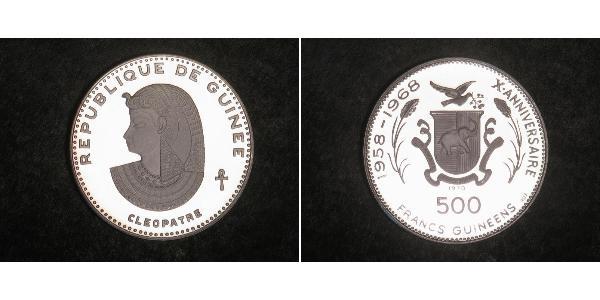 REPUBLIQUE DE GUINEE
CLEOPATRE
1958-1968
X.ANNIVERSAIRE
1970
500
FRANCS GUINEENS